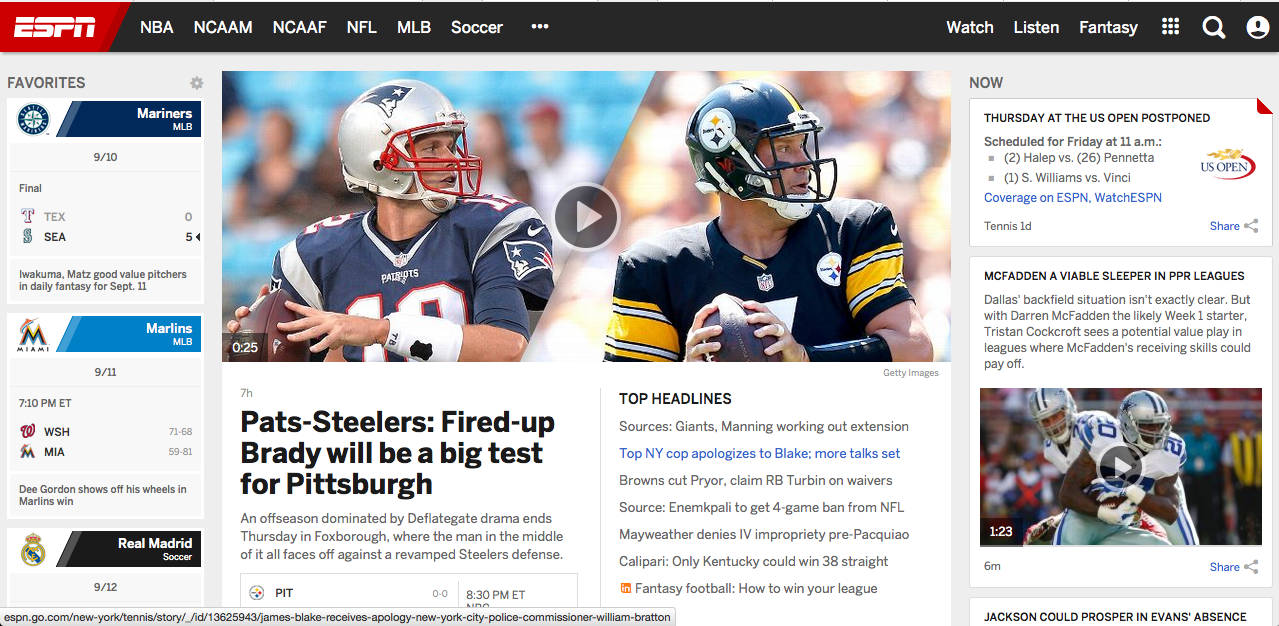 ESPN
NBA NCAAM NCAAF NFL MLB Soccer •••
Watch Listen Fantasy
FAVORITES
Mariners
MLB
9/10
Final
TEX 0
SEA 5
Iwakuma, Matz good value pitchers
in daily fantasy for Sept. 11
MIAMI
Marlins
MLB
9/11
7:10 PM ET
WSH 71-68
MIA 59-81
Dee Gordon shows off his wheels in
Marlins win
Real Madrid
Soccer
9/12
PATRIOTS
12
TB
Steelers
7
0:25
Getty Images
7h
Pats-Steelers: Fired-up
Brady will be a big test
for Pittsburgh
An offseason dominated by Deflategate drama ends
Thursday in Foxborough, where the man in the middle
of it all faces off against a revamped Steelers defense.
PIT 0-0
8:30 PM ET
NBC
TOP HEADLINES
Sources: Giants, Manning working out extension
Top NY cop apologizes to Blake; more talks set
Browns cut Pryor, claim RB Turbin on waivers
Source: Enemkpali to get 4-game ban from NFL
Mayweather denies IV impropriety pre-Pacquiao
Calipari: Only Kentucky could win 38 straight
in Fantasy football: How to win your league
NOW
THURSDAY AT THE US OPEN POSTPONED
Scheduled for Friday at 11 a.m.:
(2) Halep vs. (26) Pennetta
(1) S. Williams vs. Vinci
US OPEN
Coverage on ESPN, WatchESPN
Tennis 1d
Share
MCFADDEN A VIABLE SLEEPER IN PPR LEAGUES
Dallas' backfield situation isn't exactly clear. But
with Darren McFadden the likely Week 1 starter,
Tristan Cockcroft sees a potential value play in
leagues where McFadden's receiving skills could
pay off.
20
1:23
6m
Share
JACKSON COULD PROSPER IN EVANS' ABSENCE
espn.go.com/new-york/tennis/story/_/id/13625943/james-blake-receives-apology-new-york-city-police-commissioner-william-bratton